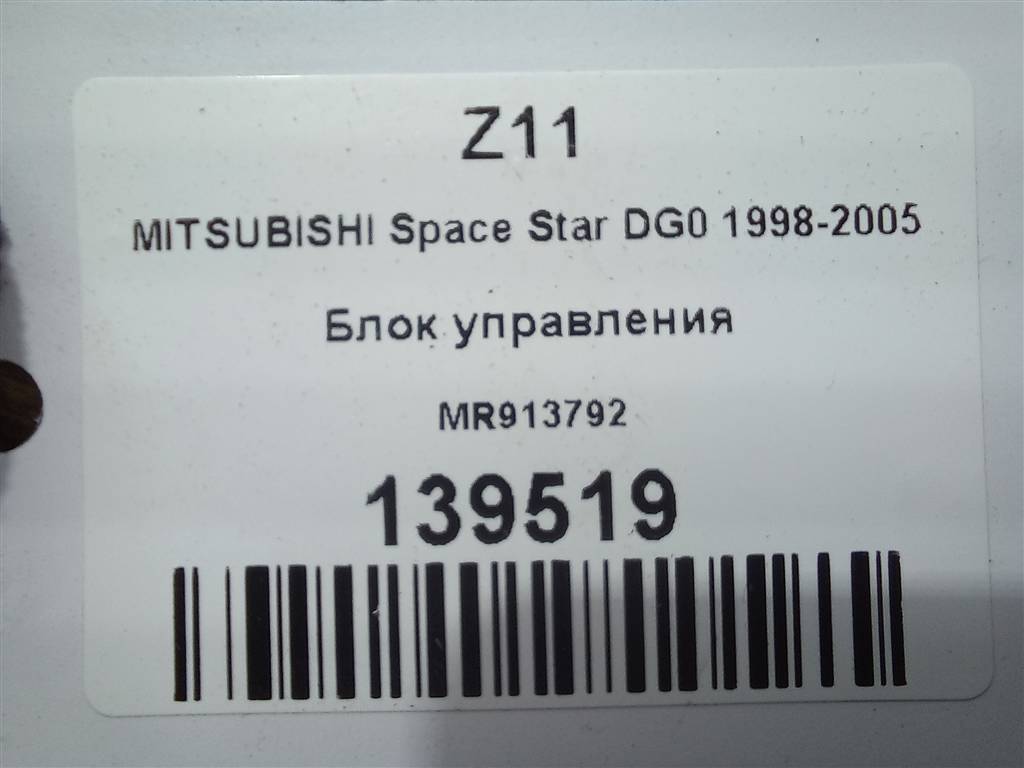 Z11
MITSUBISHI Space Star DG0 1998-2005
Блок управления
MR913792
139519